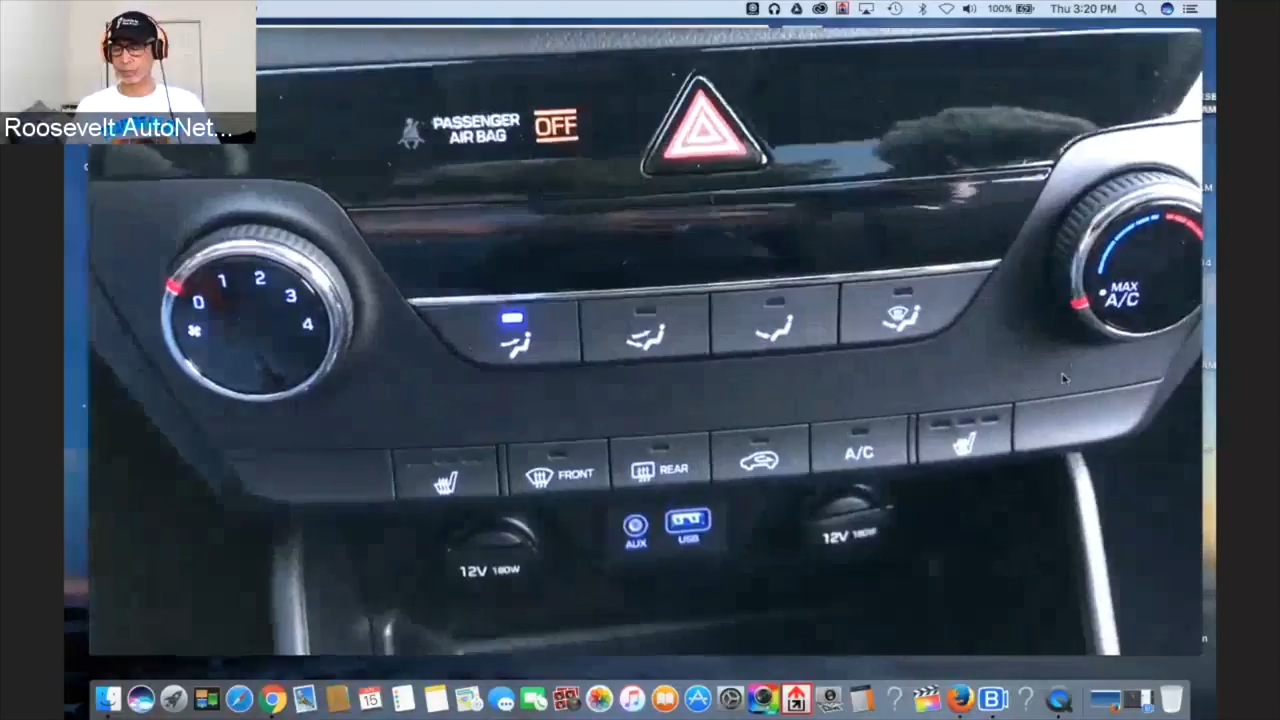 100%
Thu 3:20 PM
Roosevelt AutoNet...
PASSENGER
AIR BAG
OFF
0
1
2
3
4
MAX
A/C
FRONT
REAR
A/C
AUX
USB
12V 180W
12V 180W
15